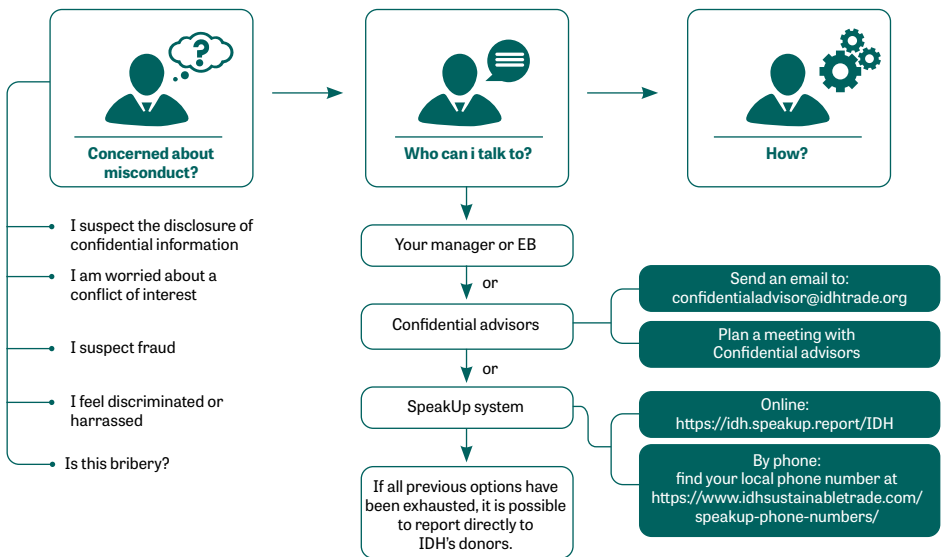 ?
Concerned about
misconduct?
Who can i talk to?
How?
I suspect the disclosure of
confidential information
I am worried about a
conflict of interest
I suspect fraud
I feel discriminated or
harrassed
Is this bribery?
Your manager or EB
or
Confidential advisors
or
SpeakUp system
If all previous options have
been exhausted, it is possible
to report directly to
IDH's donors.
Send an email to:
confidentialadvisor@idhtrade.org
Plan a meeting with
Confidential advisors
Online:
https://idh.speakup.report/IDH
By phone:
find your local phone number at
https://www.idhsustainabletrade.com/
speakup-phone-numbers/